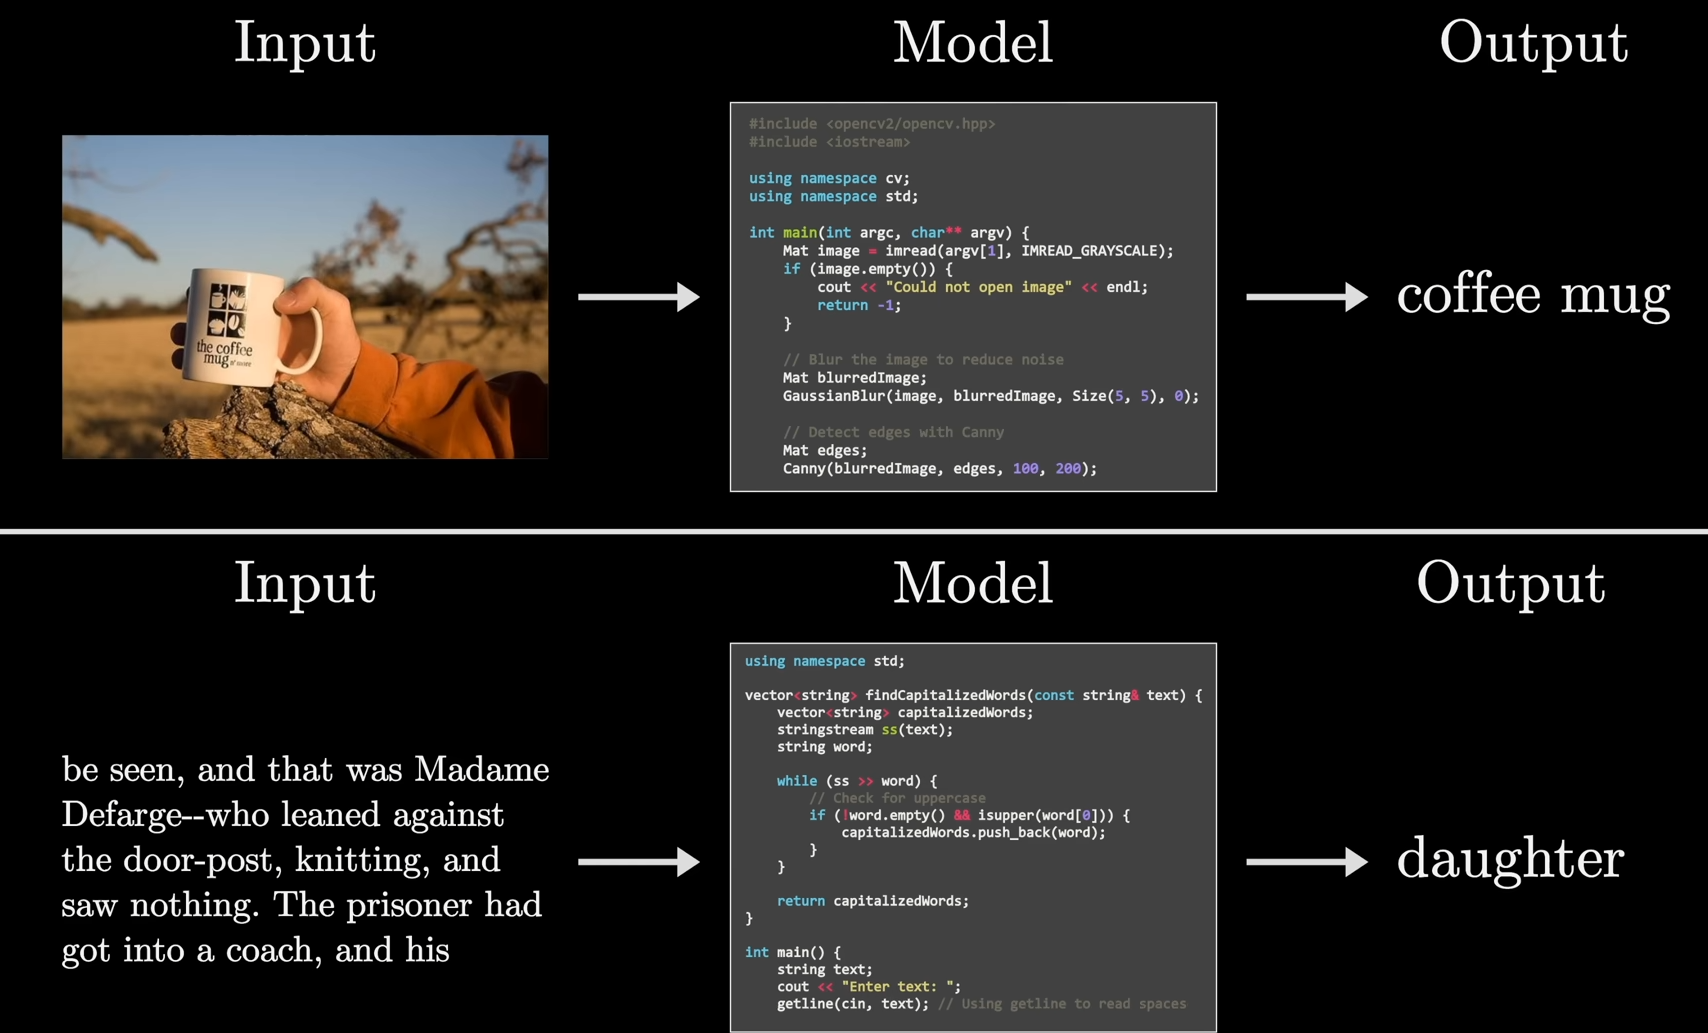 Input
Model
Output
the coffee
mug & more
#include <opencv2/opencv.hpp>
#include <iostream>
using namespace cv;
using namespace std;
int main(int argc, char** argv) {
Mat image = imread(argv[1], IMREAD_GRAYSCALE);
if (image.empty()) {
cout << "Could not open image" << endl;
return -1;
}
// Blur the image to reduce noise
Mat blurredImage;
GaussianBlur(image, blurredImage, Size(5, 5), 0);
// Detect edges with Canny
Mat edges;
Canny(blurredImage, edges, 100, 200);
coffee mug
Input
Model
Output
be seen, and that was Madame
Defarge--who leaned against
the door-post, knitting, and
saw nothing. The prisoner had
got into a coach, and his
using namespace std;
vector<string> findCapitalizedWords(const string& text) {
vector<string> capitalizedWords;
stringstream ss(text);
string word;
while (ss >> word) {
// Check for uppercase
if (!word.empty() && isupper(word[0])) {
capitalizedWords.push_back(word);
}
}
return capitalizedWords;
}
int main() {
string text;
cout << "Enter text: ";
getline(cin, text); // Using getline to read spaces
daughter